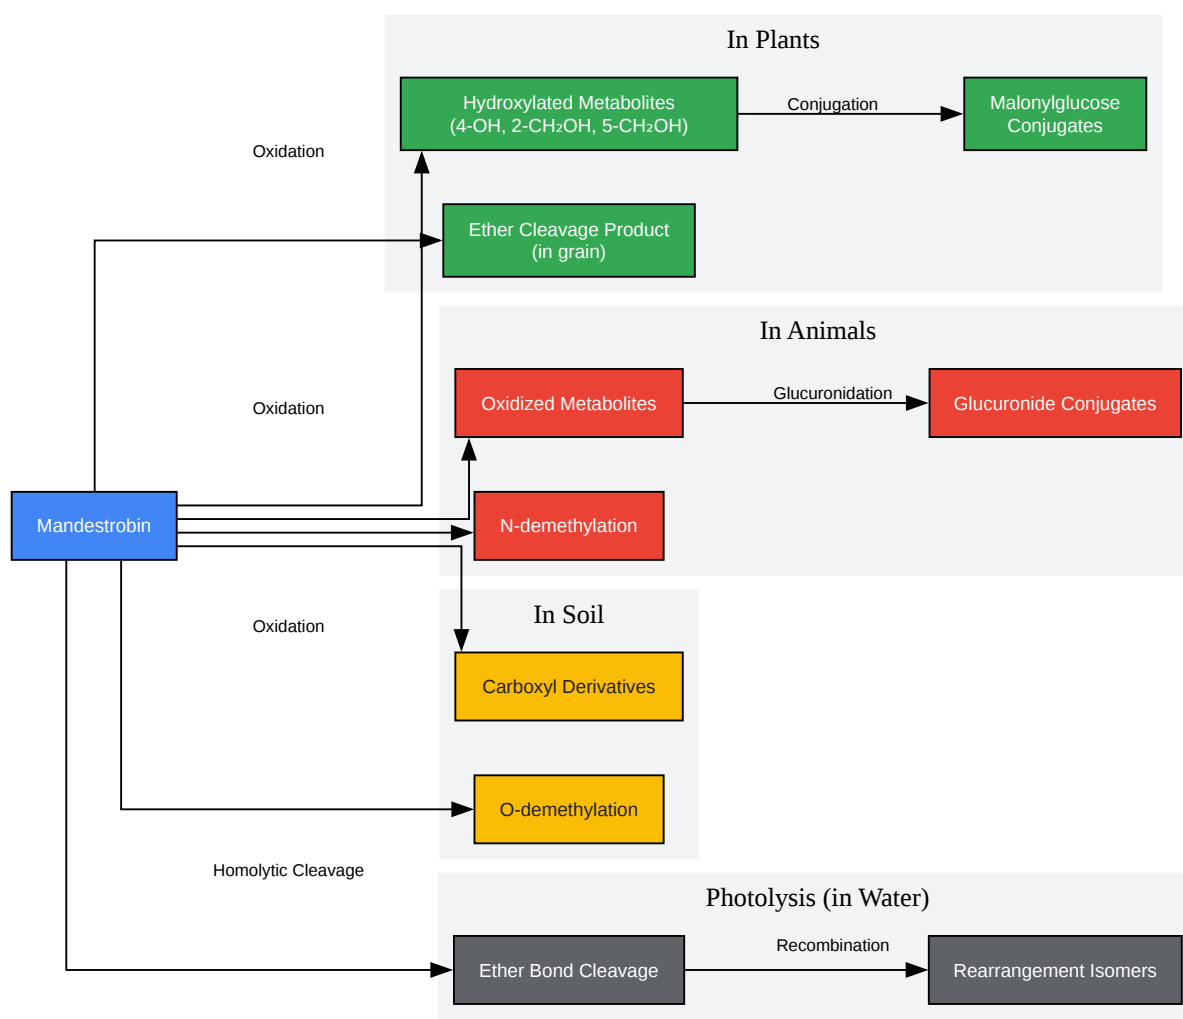 In Plants
Hydroxylated Metabolites
(4-OH, 2-CH₂OH, 5-CH₂OH)
Conjugation
Malonylglucose
Conjugates
Oxidation
Ether Cleavage Product
(in grain)
In Animals
Oxidized Metabolites
Glucuronidation
Glucuronide Conjugates
Oxidation
Mandestrobin
N-demethylation
In Soil
Oxidation
Carboxyl Derivatives
O-demethylation
Homolytic Cleavage
Photolysis (in Water)
Ether Bond Cleavage
Recombination
Rearrangement Isomers